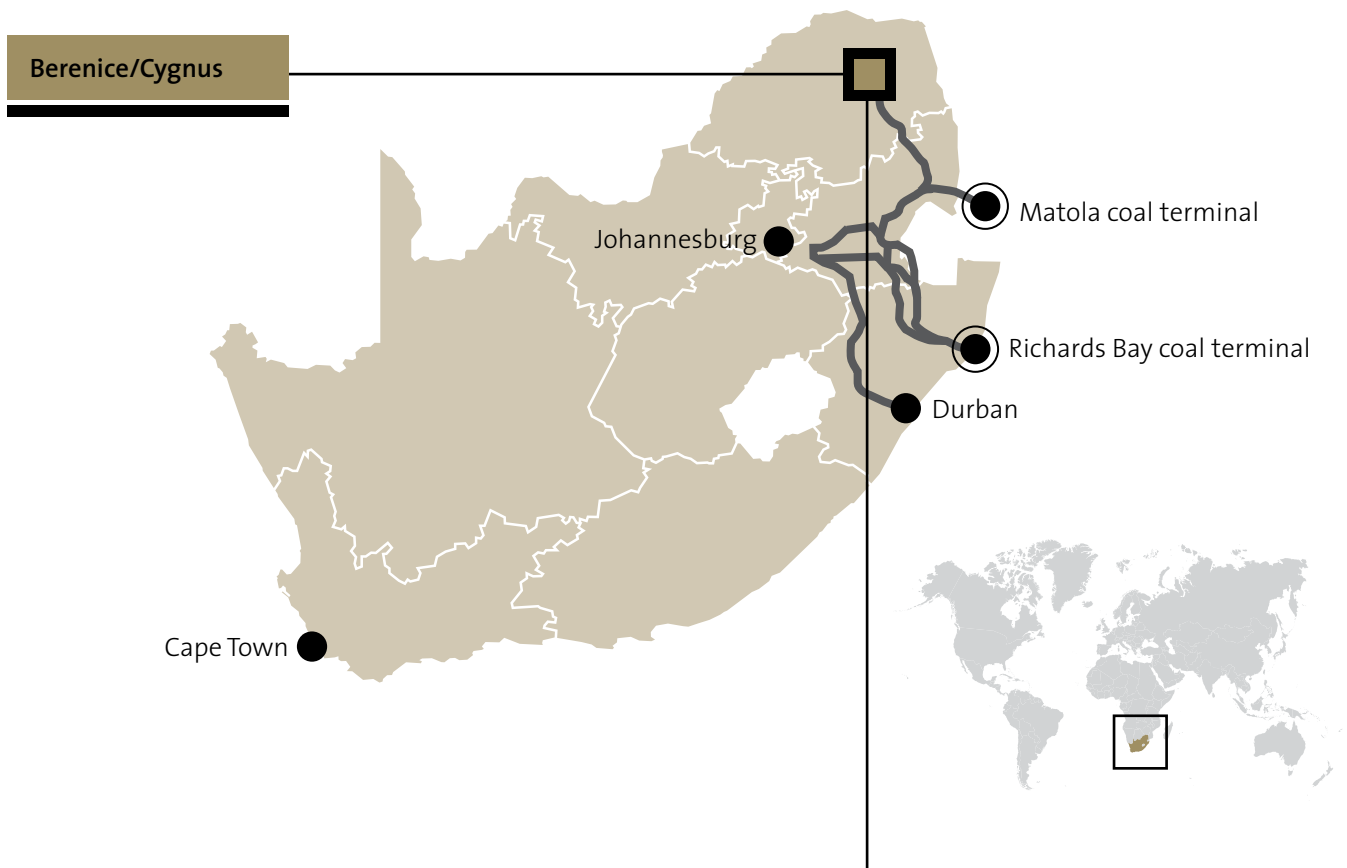 Berenice/Cygnus
Matola coal terminal
Johannesburg
Richards Bay coal terminal
Durban
Cape Town